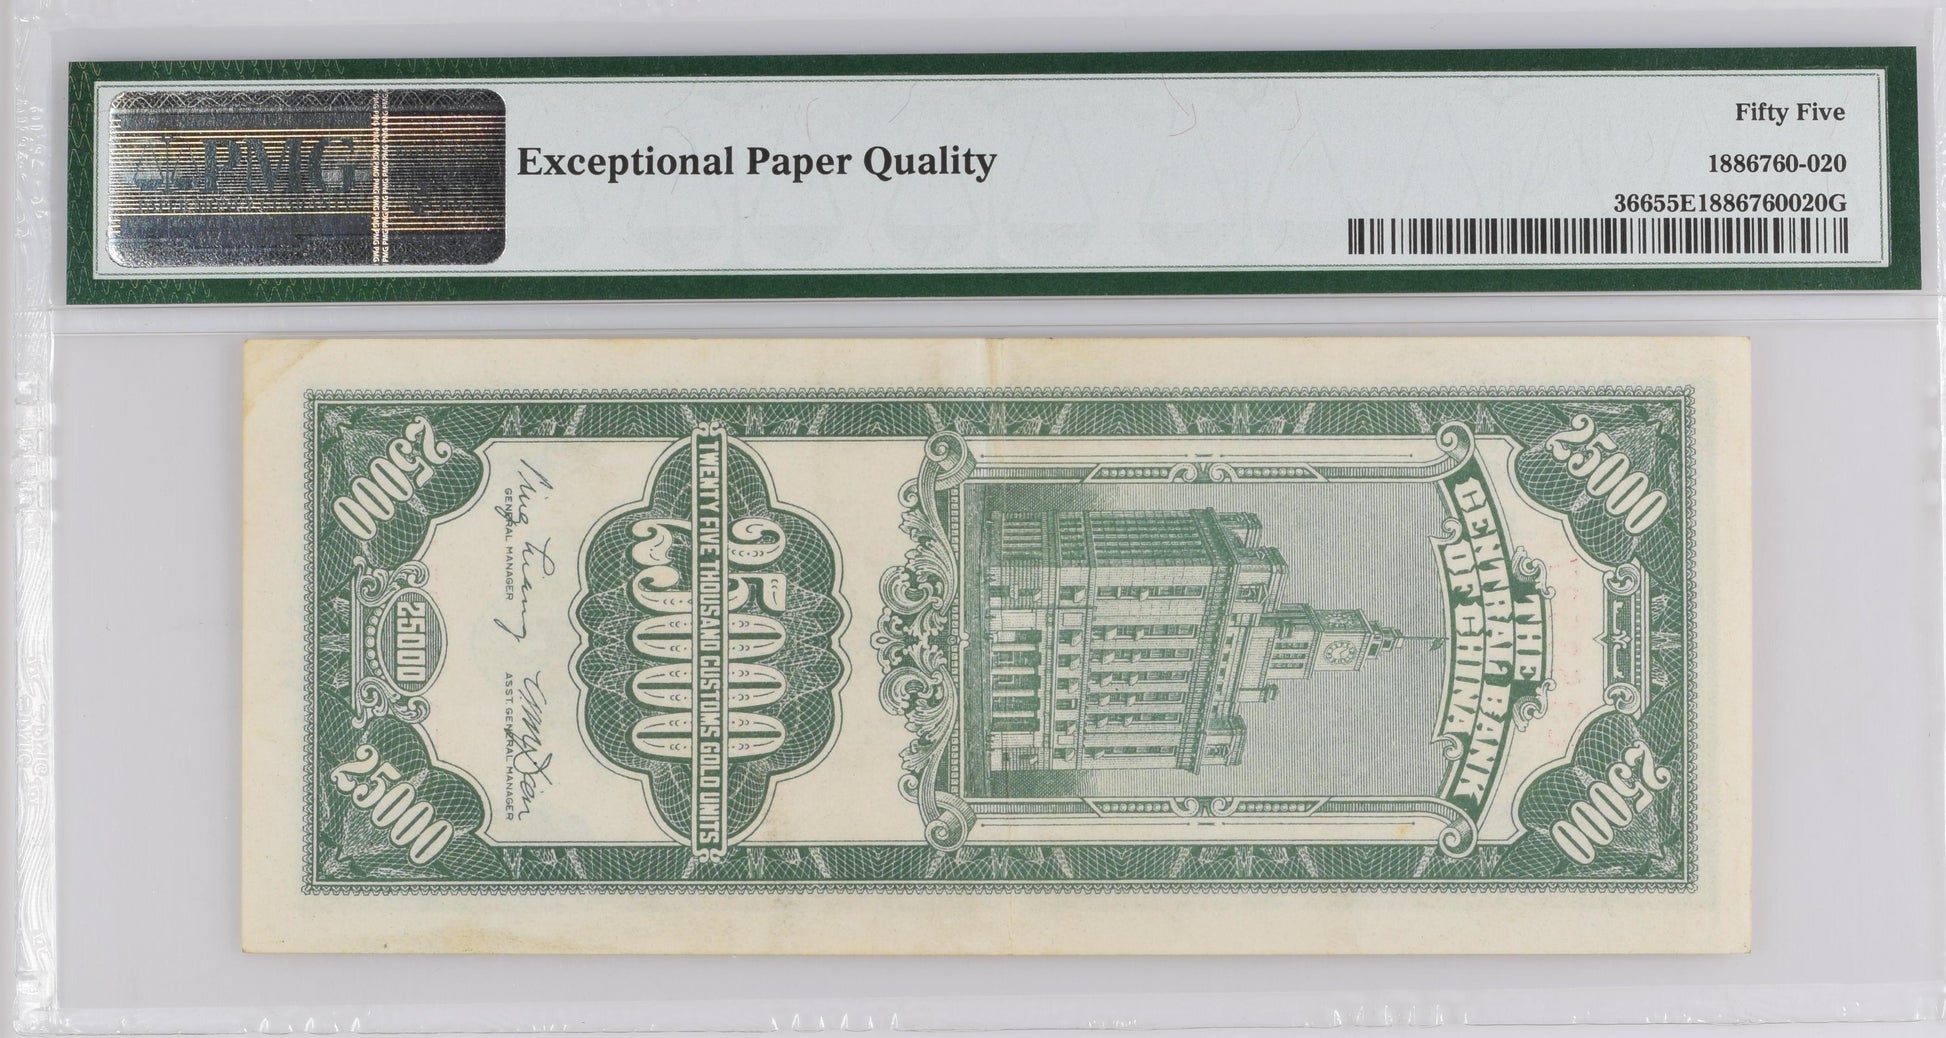 PMG
Exceptional Paper Quality
Fifty Five
1886760-020
36655E1886760020G
THE
CENTRAL BANK
OF CHINA
25000
25000
25000
TWENTY FIVE THOUSAND CUSTOMS GOLD UNITS
GENERAL MANAGER
ASST. GENERAL MANAGER
25000
25000
25000